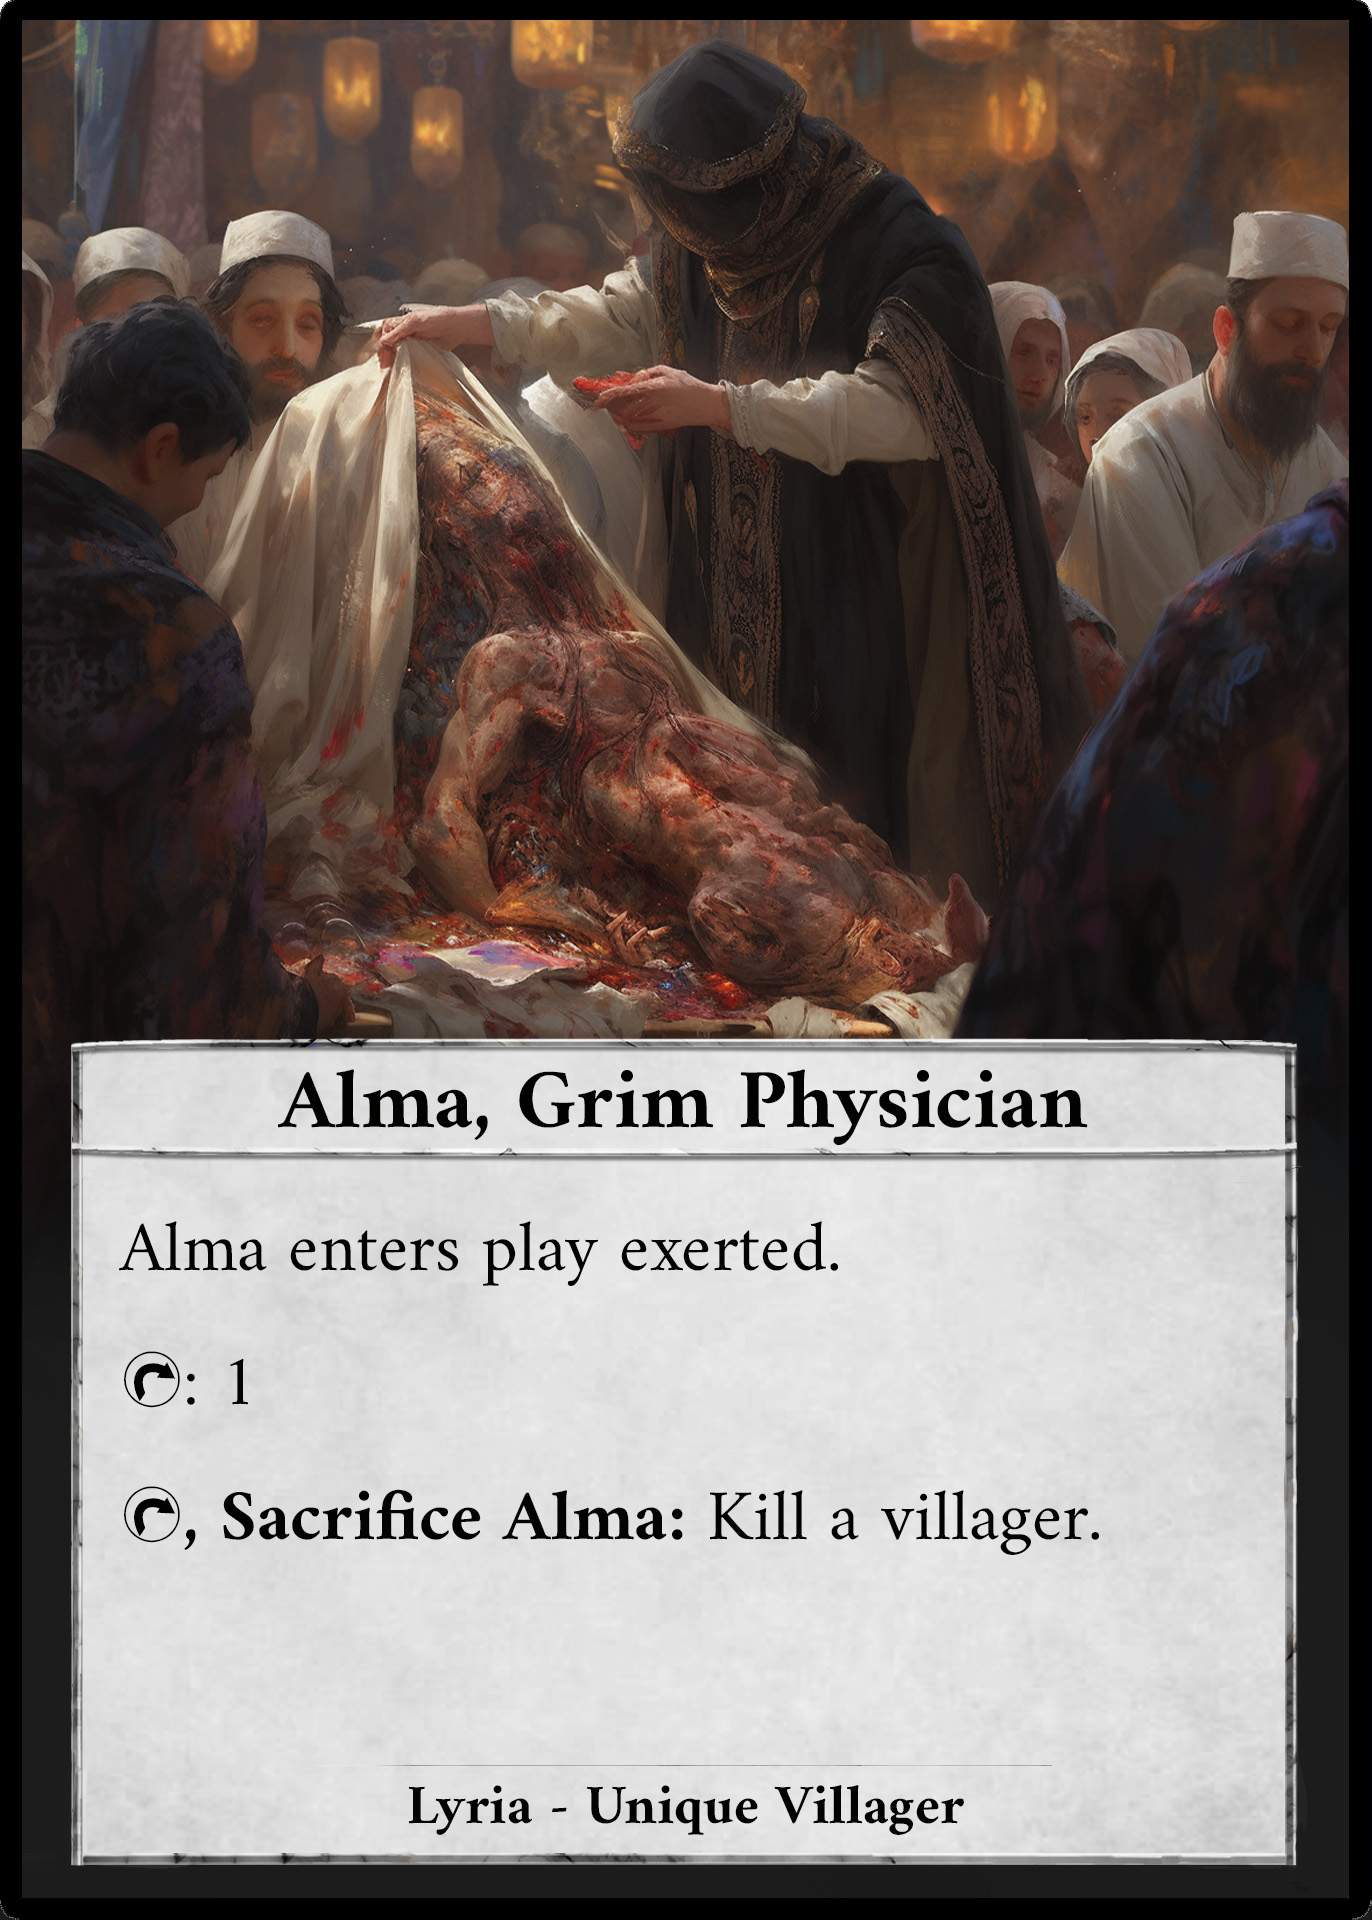 Alma, Grim Physician
Alma enters play exerted.
: 1
, Sacrifice Alma: Kill a villager.
Lyria - Unique Villager